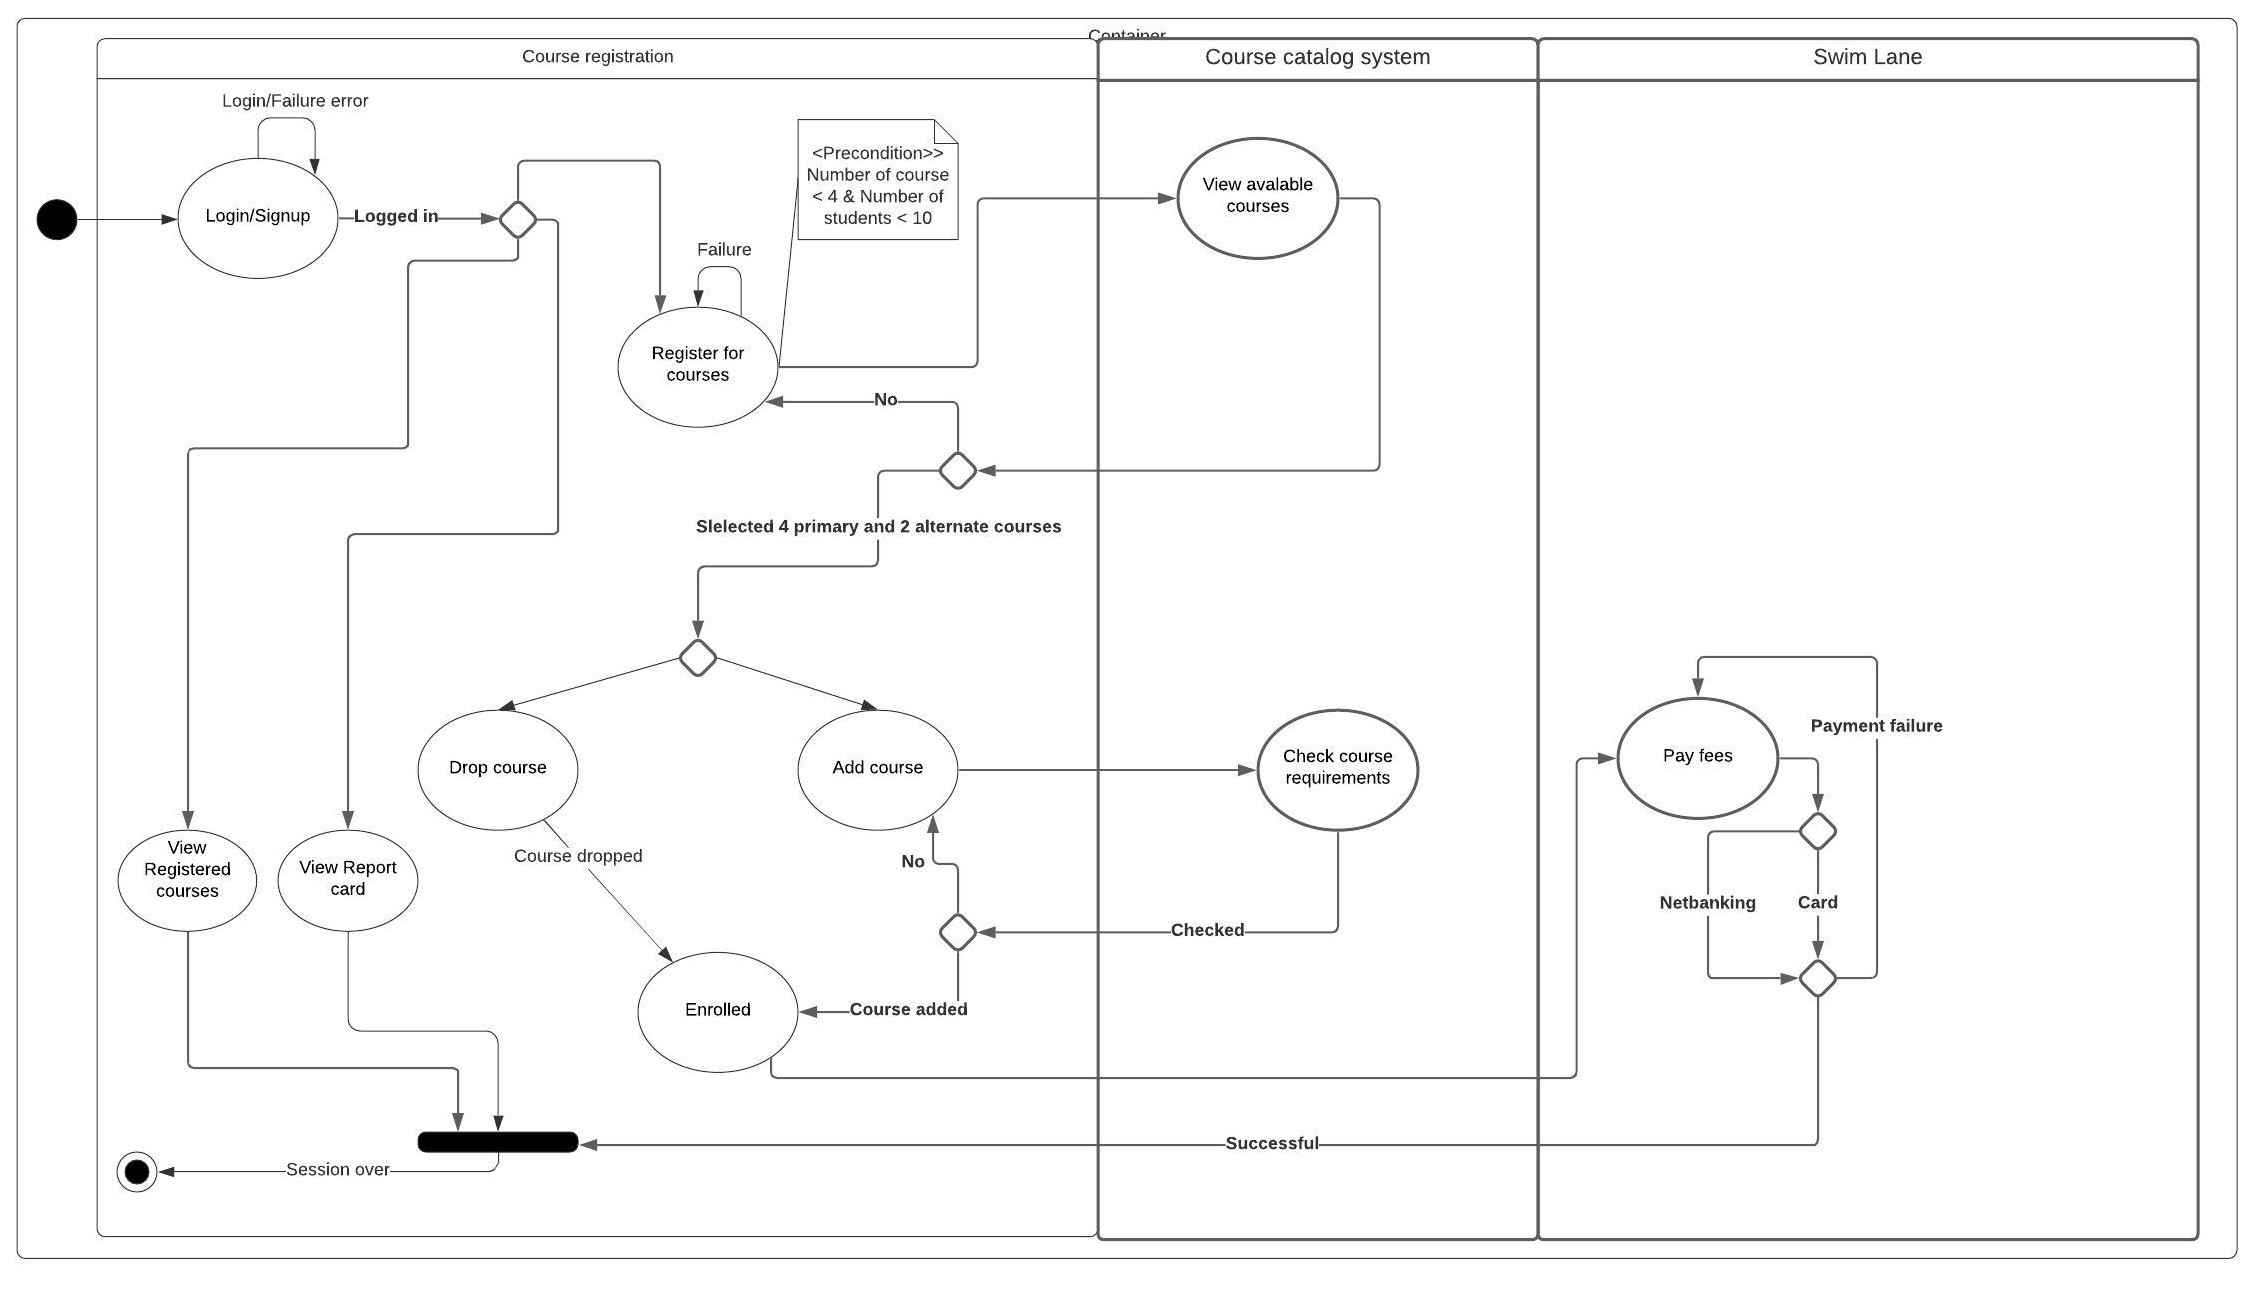 Container
Course registration
Course catalog system
Swim Lane
Login/Failure error
<Precondition>>
Number of course
< 4 & Number of
students < 10
View avalable
courses
Login/Signup
Logged in
Failure
Register for
courses
No
Slelected 4 primary and 2 alternate courses
Payment failure
Drop course
Add course
Check course
requirements
Pay fees
View
Registered
courses
View Report
card
Course dropped
No
Netbanking
Card
Checked
Enrolled
Course added
Successful
Session over